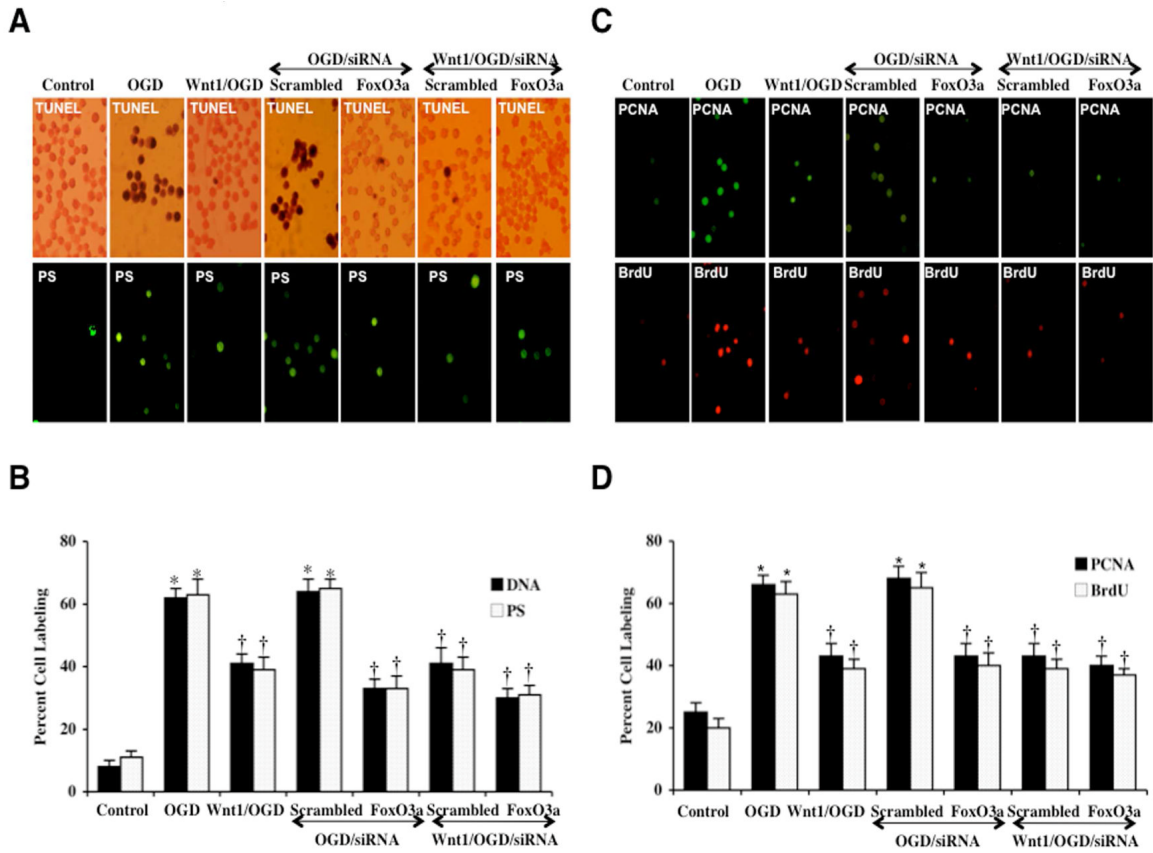 A
OGD/siRNA Wnt1/OGD/siRNA
Control OGD Wnt1/OGD Scrambled FoxO3a Scrambled FoxO3a
TUNEL TUNEL TUNEL TUNEL TUNEL TUNEL TUNEL
PS PS PS PS PS PS PS
C
OGD/siRNA Wnt1/OGD/siRNA
Control OGD Wnt1/OGD Scrambled FoxO3a Scrambled FoxO3a
PCNA PCNA PCNA PCNA PCNA PCNA PCNA
BrdU BrdU BrdU BrdU BrdU BrdU BrdU
B
Percent Cell Labeling
80
60
40
20
0
* * † † * * † † † † † †
DNA
PS
Control OGD Wnt1/OGD Scrambled FoxO3a Scrambled FoxO3a
OGD/siRNA Wnt1/OGD/siRNA
D
Percent Cell Labeling
80
60
40
20
0
* * † † * * † † † † † †
PCNA
BrdU
Control OGD Wnt1/OGD Scrambled FoxO3a Scrambled FoxO3a
OGD/siRNA Wnt1/OGD/siRNA